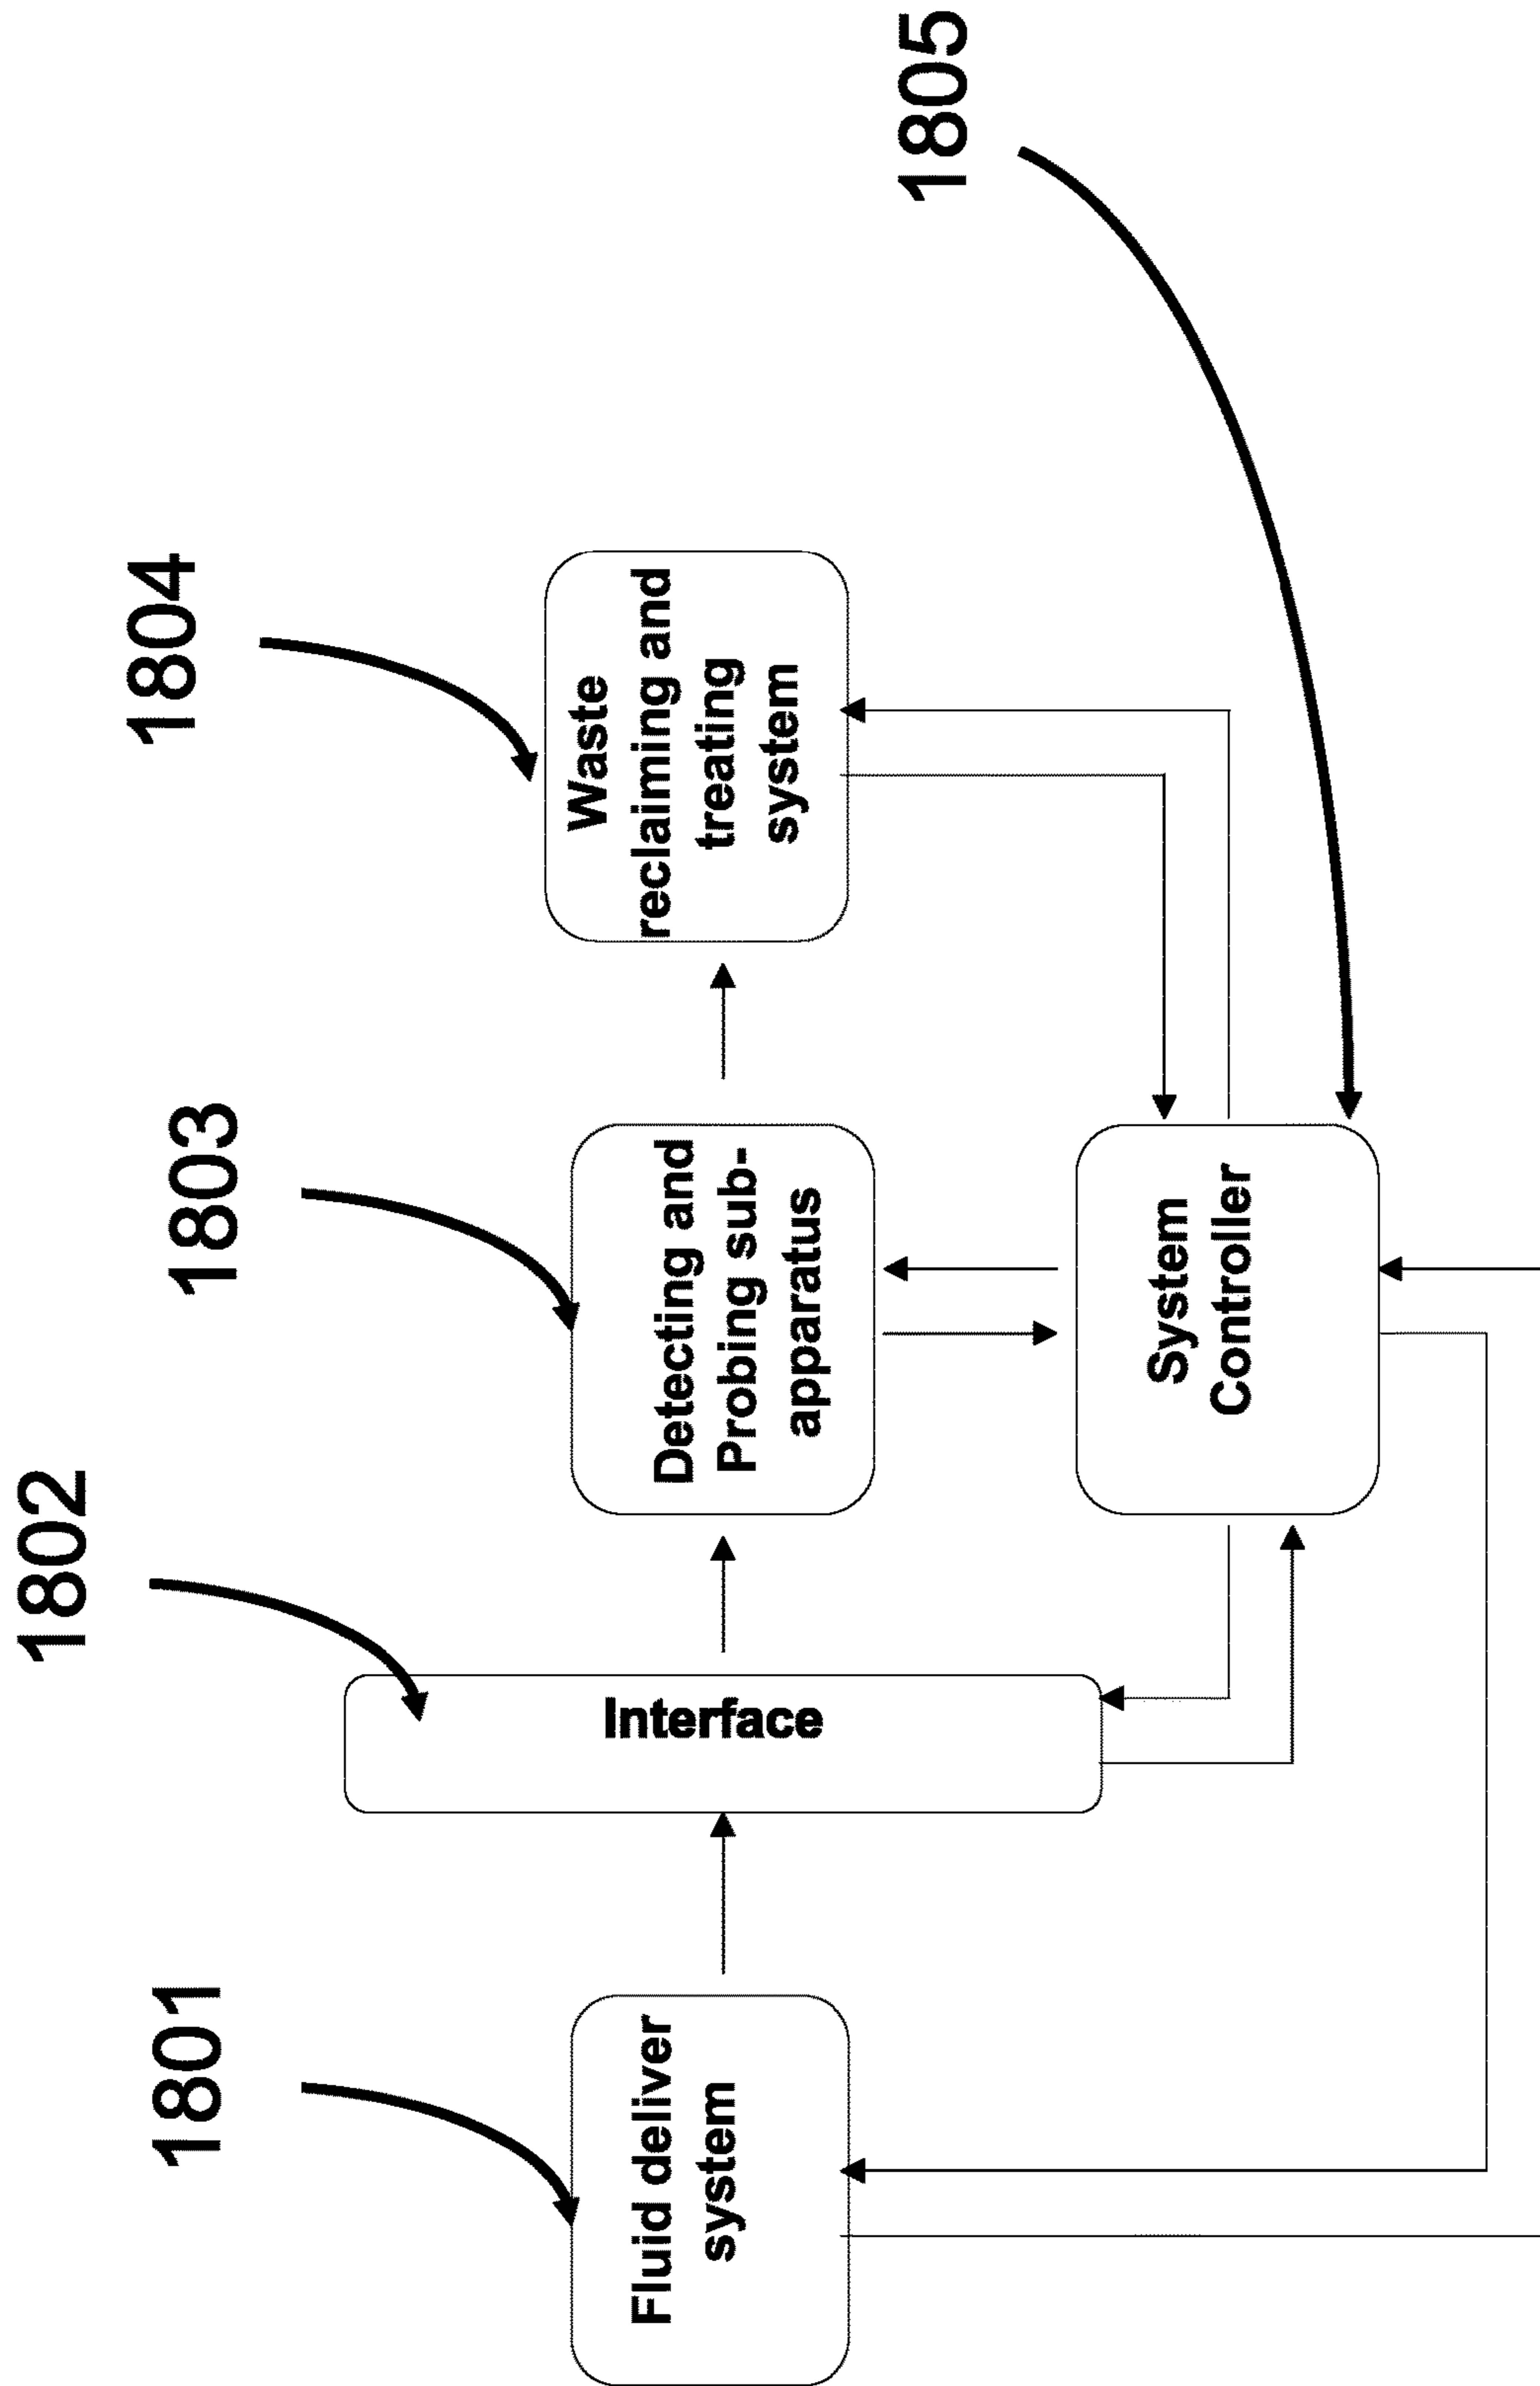 1801
1802
1803
1804
1805
Fluid deliver
system
Interface
Detecting and
Probing sub-
apparatus
Waste
reclaiming and
treating
system
System
Controller